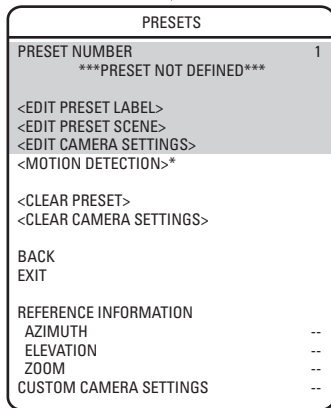 PRESETS
PRESET NUMBER 1
***PRESET NOT DEFINED***
<EDIT PRESET LABEL>
<EDIT PRESET SCENE>
<EDIT CAMERA SETTINGS>
<MOTION DETECTION>*
<CLEAR PRESET>
<CLEAR CAMERA SETTINGS>
BACK
EXIT
REFERENCE INFORMATION
AZIMUTH --
ELEVATION --
ZOOM --
CUSTOM CAMERA SETTINGS --